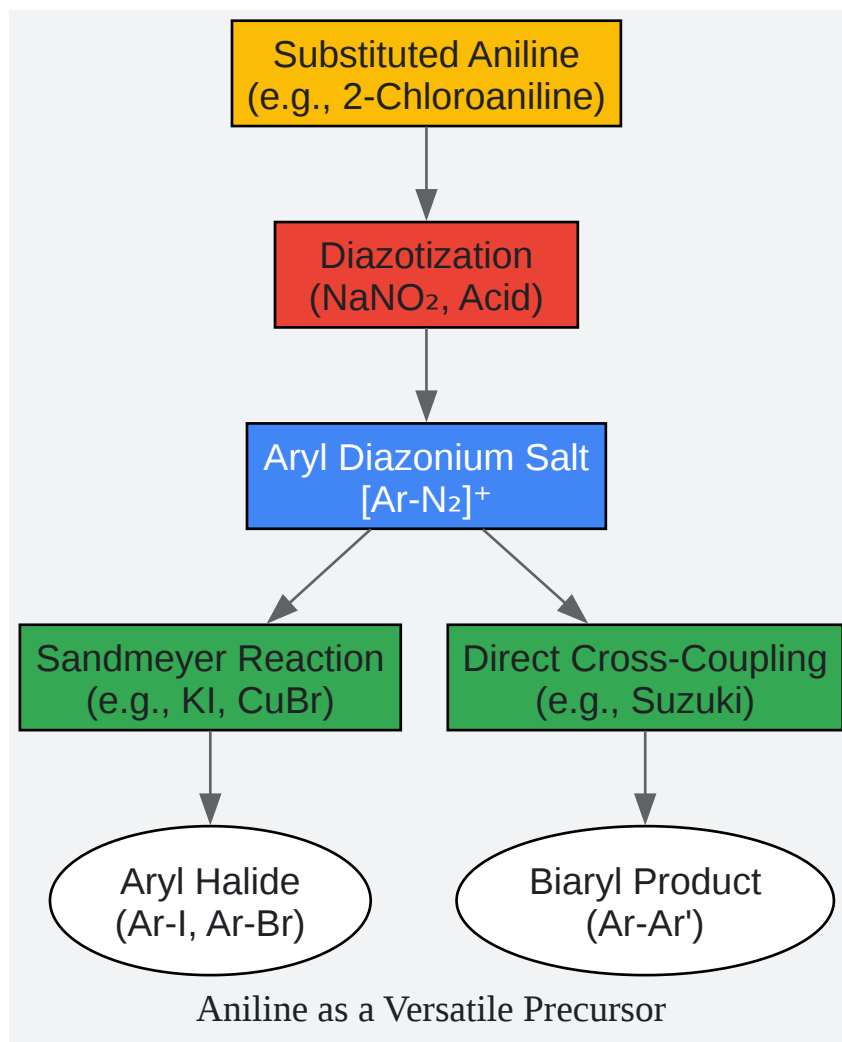 Substituted Aniline
(e.g., 2-Chloroaniline)
Diazotization
(NaNO₂, Acid)
Aryl Diazonium Salt
[Ar-N₂]⁺
Sandmeyer Reaction
(e.g., KI, CuBr)
Direct Cross-Coupling
(e.g., Suzuki)
Aryl Halide
(Ar-I, Ar-Br)
Biaryl Product
(Ar-Ar')
Aniline as a Versatile Precursor